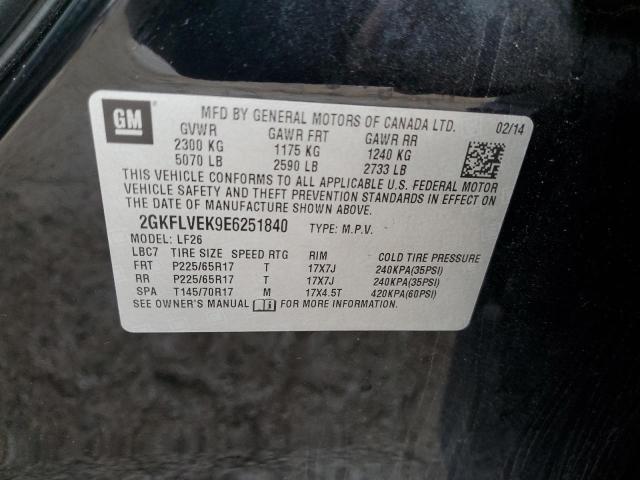 GM
MFD BY GENERAL MOTORS OF CANADA LTD. 02/14
GVWR GAWR FRT GAWR RR
2300 KG 1175 KG 1240 KG
5070 LB 2590 LB 2733 LB
THIS VEHICLE CONFORMS TO ALL APPLICABLE U.S. FEDERAL MOTOR
VEHICLE SAFETY AND THEFT PREVENTION STANDARDS IN EFFECT ON
THE DATE OF MANUFACTURE SHOWN ABOVE.
2GKFLVEK9E6251840 TYPE: M.P.V.
MODEL: LF26
LBC7 TIRE SIZE SPEED RTG RIM COLD TIRE PRESSURE
FRT P225/65R17 T 17X7J 240KPA(35PSI)
RR P225/65R17 T 17X7J 240KPA(35PSI)
SPA T145/70R17 M 17X4.5T 420KPA(60PSI)
SEE OWNER'S MANUAL FOR MORE INFORMATION.